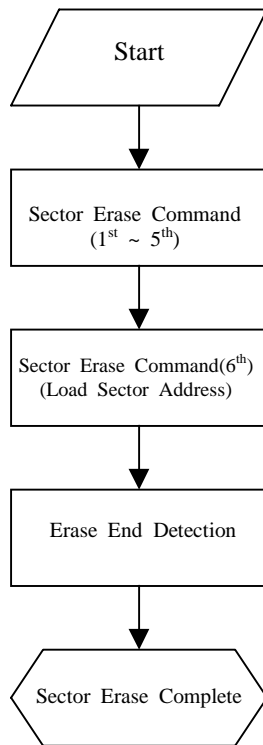 Start
Sector Erase Command
(1st ~ 5th)
Sector Erase Command(6th)
(Load Sector Address)
Erase End Detection
Sector Erase Complete